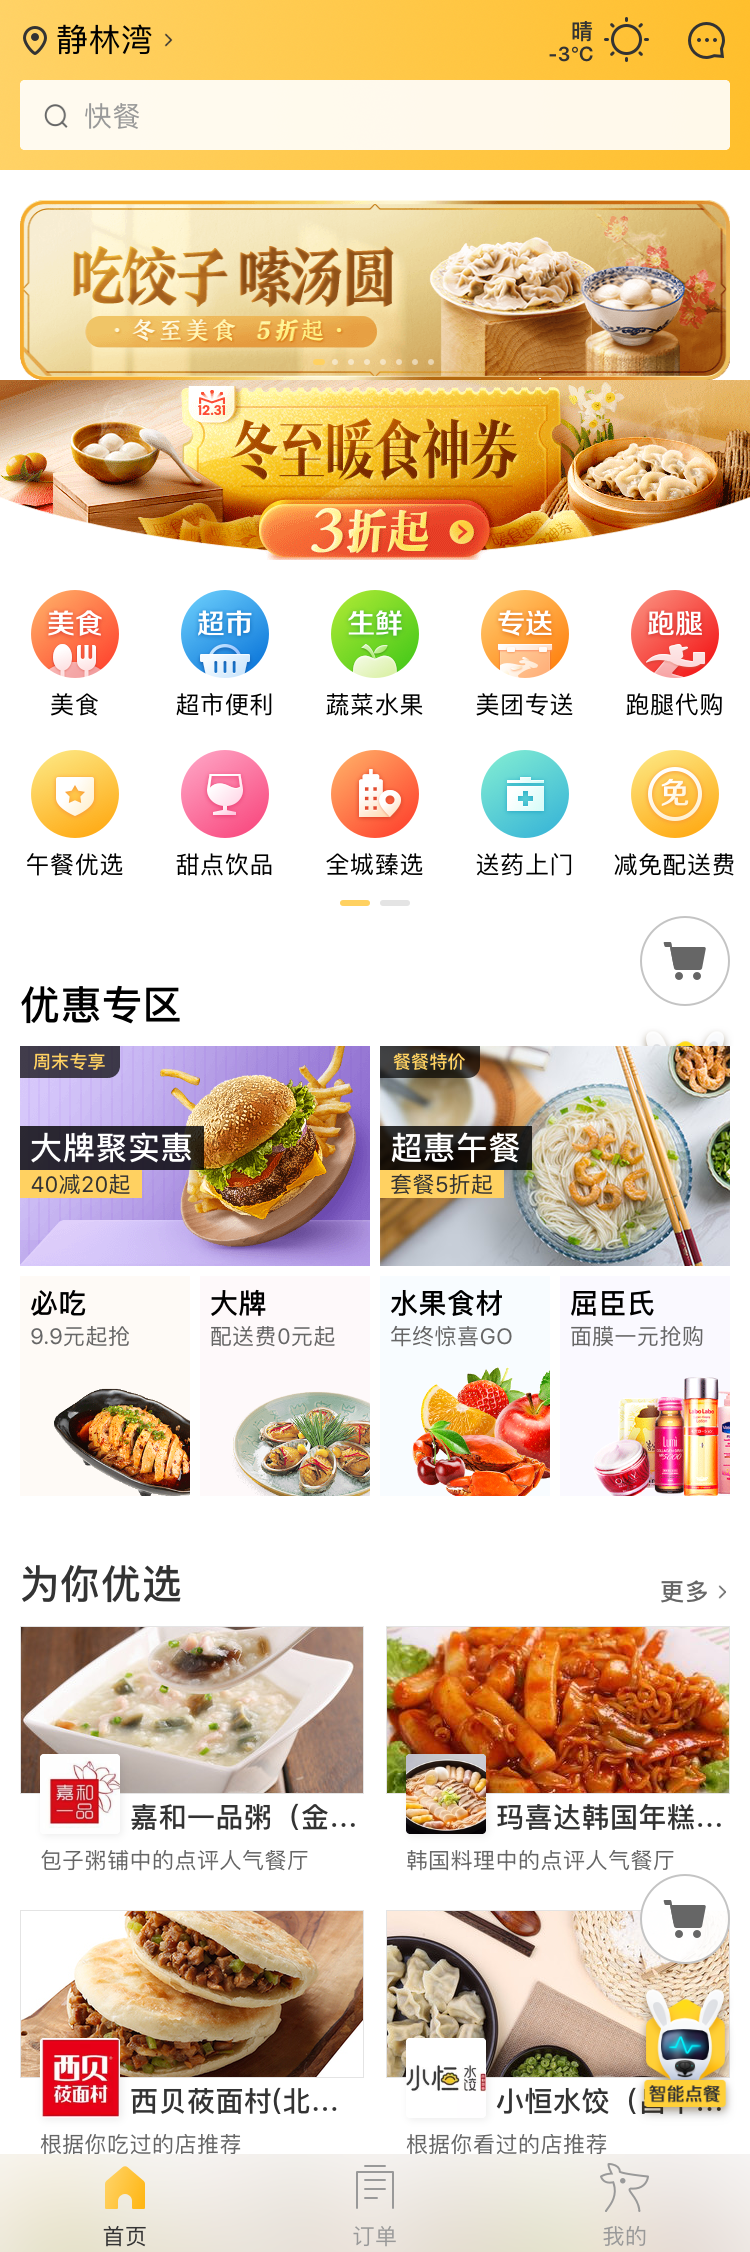 静林湾
晴
-3°C
快餐
吃饺子 嗦汤圆
· 冬至美食 5折起 ·
12.31
冬至暖食神券
3折起
美食 超市 生鲜 专送 跑腿
美食 超市便利 蔬菜水果 美团专送 跑腿代购
免
午餐优选 甜点饮品 全城臻选 送药上门 减免配送费
优惠专区
周末专享
大牌聚实惠
40减20起
餐餐特价
超惠午餐
套餐5折起
必吃
9.9元起抢
大牌
配送费0元起
水果食材
年终惊喜GO
屈臣氏
面膜一元抢购
LaboLabo
Lumi
5000
OLAY
为你优选
更多
嘉和一品
嘉和一品粥（金...
包子粥铺中的点评人气餐厅
玛喜达韩国年糕...
韩国料理中的点评人气餐厅
西贝
莜面村
西贝莜面村(北...
根据你吃过的店推荐
小恒水饺
小恒水饺（
根据你看过的店推荐
智能点餐
首页 订单 我的